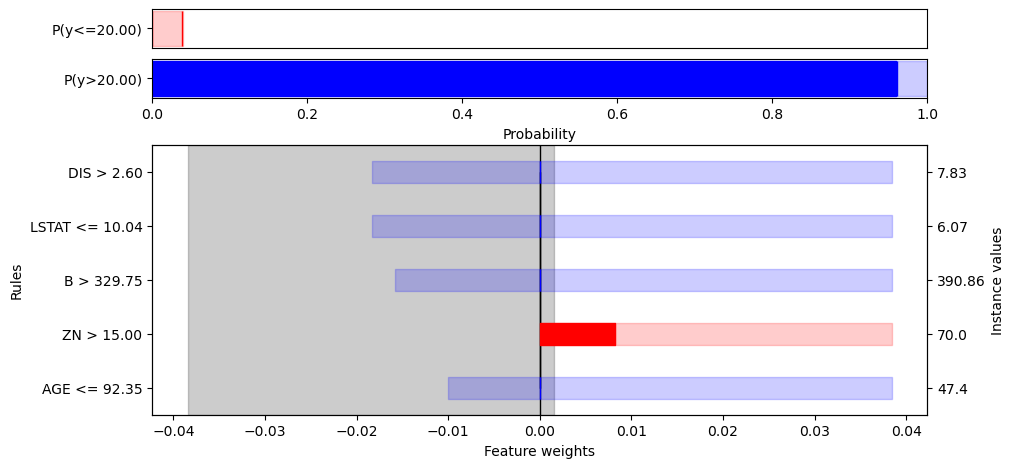 P(y<=20.00)
P(y>20.00)
0.0 0.2 0.4 0.6 0.8 1.0
Probability
Rules
DIS > 2.60 7.83
LSTAT <= 10.04 6.07
B > 329.75 390.86
ZN > 15.00 70.0
AGE <= 92.35 47.4
Instance values
−0.04 −0.03 −0.02 −0.01 0.00 0.01 0.02 0.03 0.04
Feature weights